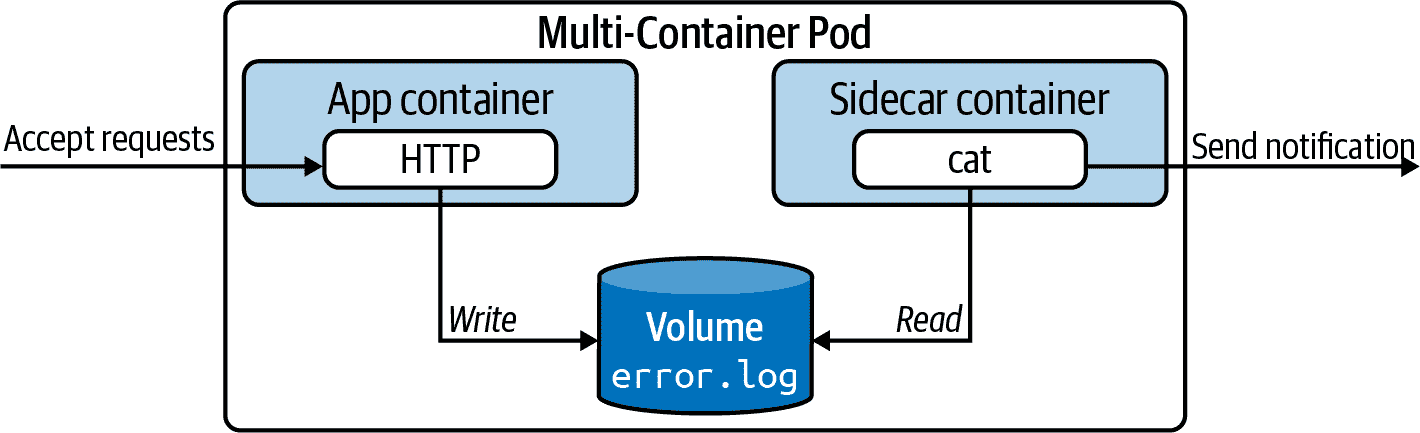 Multi-Container Pod
App container
Sidecar container
Accept requests
HTTP
cat
Send notification
Write
Read
Volume
error.log